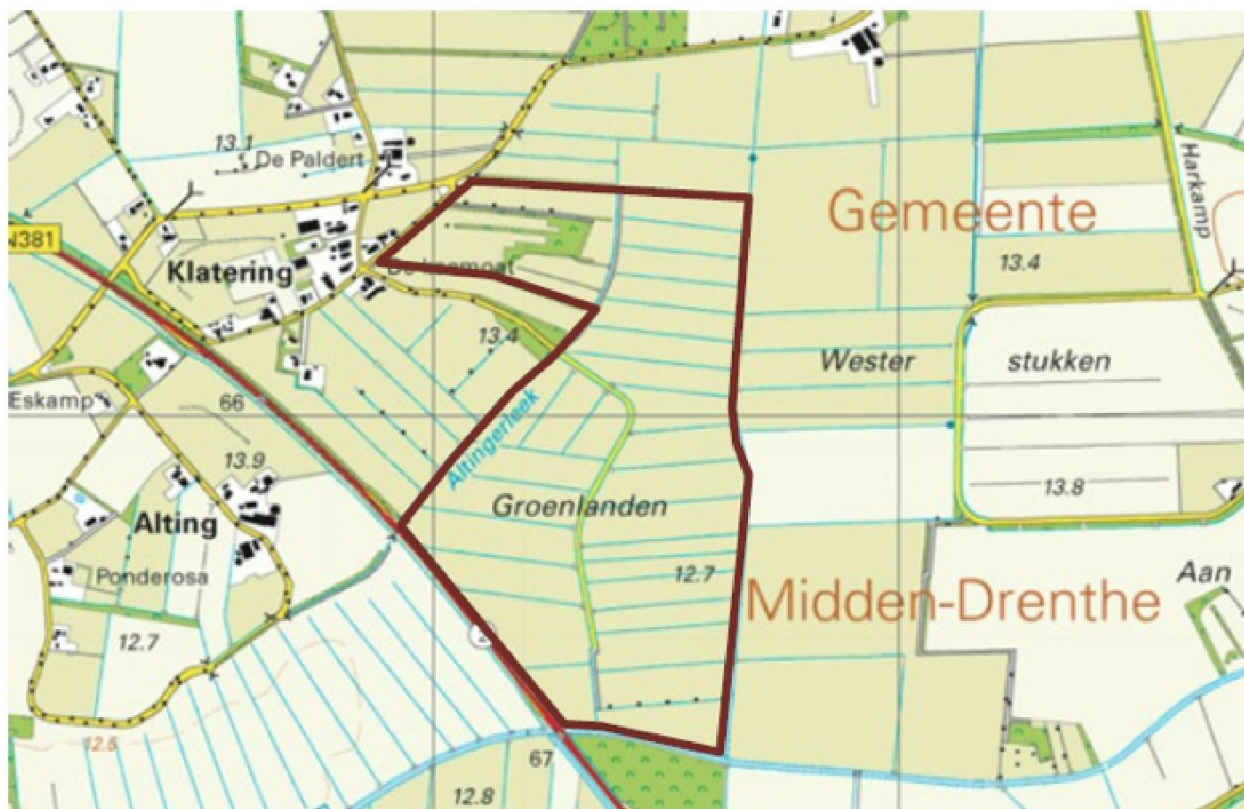 13.1
De Paldert
Harkamp
Gemeente
N381
Klatering
13.4
13.4
Wester stukken
Eskamp
66
Altingerleek
13.9
13.8
Groenlanden
Alting
Ponderosa
12.7
Aan
Midden-Drenthe
12.7
12.6
67
12.8